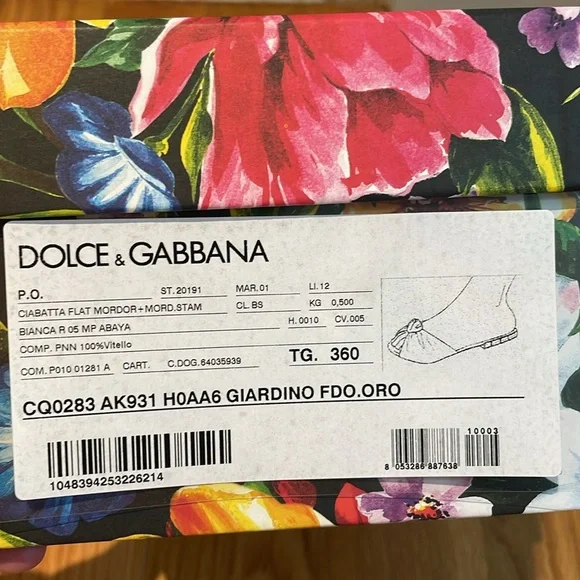 DOLCE & GABBANA
P.O. ST.20191 MAR.01 LI.12
CIABATTA FLAT MORDOR+MORD.STAM CL.BS KG 0,500
BIANCA R 05 MP ABAYA H.0010 CV.005
COMP. PNN 100%Vitello
COM. P010 01281 A CART. C.DOG.64035939 TG. 360
CQ0283 AK931 H0AA6 GIARDINO FDO.ORO
10003
1048394253226214
8 053286 887638